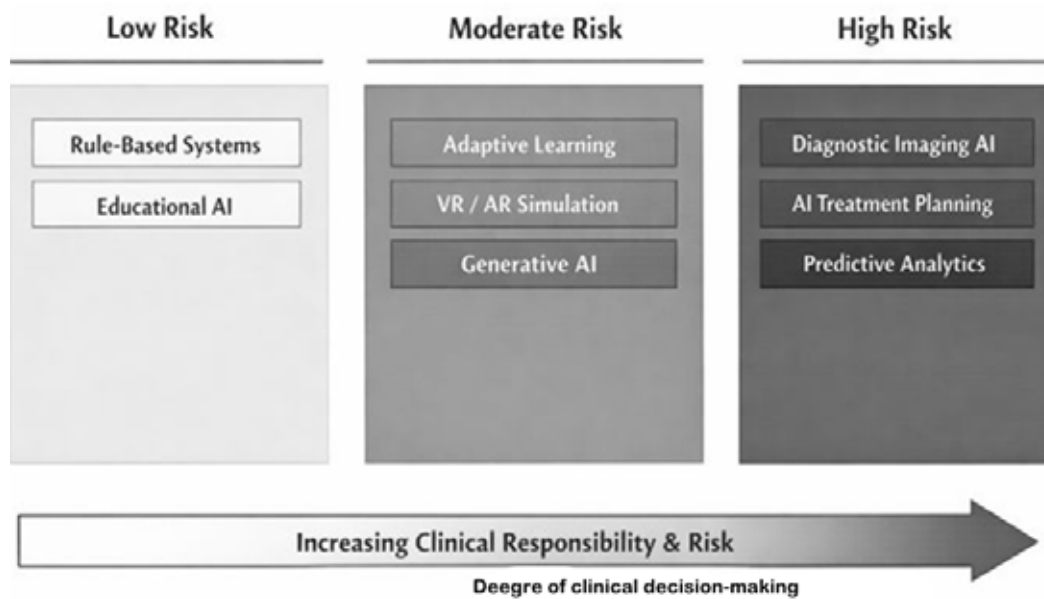 Low Risk
Moderate Risk
High Risk
Rule-Based Systems
Educational AI
Adaptive Learning
VR / AR Simulation
Generative AI
Diagnostic Imaging AI
AI Treatment Planning
Predictive Analytics
Increasing Clinical Responsibility & Risk
Deegre of clinical decision-making